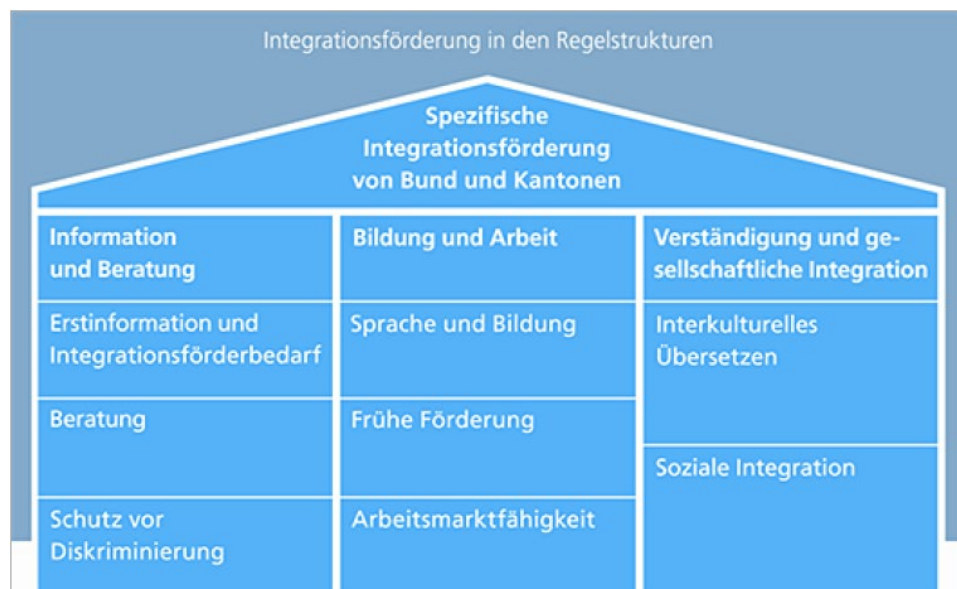 Integrationsförderung in den Regelstrukturen
Spezifische
Integrationsförderung
von Bund und Kantonen
Information
und Beratung
Erstinformation und
Integrationsförderbedarf
Beratung
Schutz vor
Diskriminierung
Bildung und Arbeit
Sprache und Bildung
Frühe Förderung
Arbeitsmarktfähigkeit
Verständigung und ge-
sellschaftliche Integration
Interkulturelles
Übersetzen
Soziale Integration